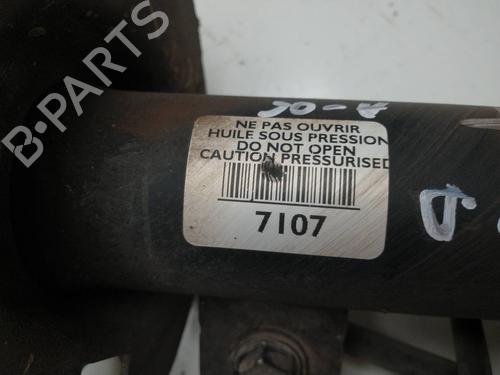 B-PARTS
NE PAS OUVRIR
HUILE SOUS PRESSION
DO NOT OPEN
CAUTION PRESSURISED
7107